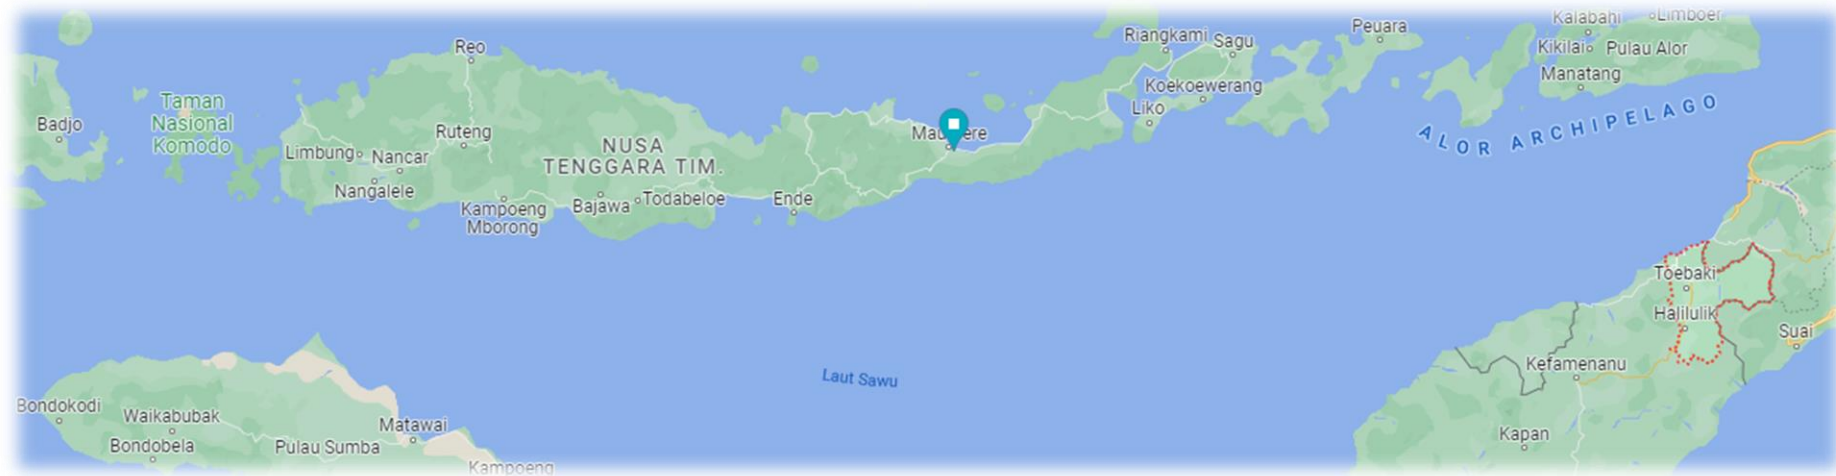 Kalabahi
Limboer
Peuara
Riangkami
Sagu
Reo
Kikilai
Pulau Alor
Manatang
Koekoewerang
Taman
Nasional
Komodo
Liko
ALOR ARCHIPELAGO
Badjo
Ruteng
Limbung
Nancar
NUSA
TENGGARA TIM.
Nangalele
Kampoeng
Mborong
Bajawa
Todabeloe
Ende
Toebaki
Halilulik
Suai
Kefamenanu
Laut Sawu
Bondokodi
Waikabubak
Matawai
Bondobela
Pulau Sumba
Kapan
Kampoeng